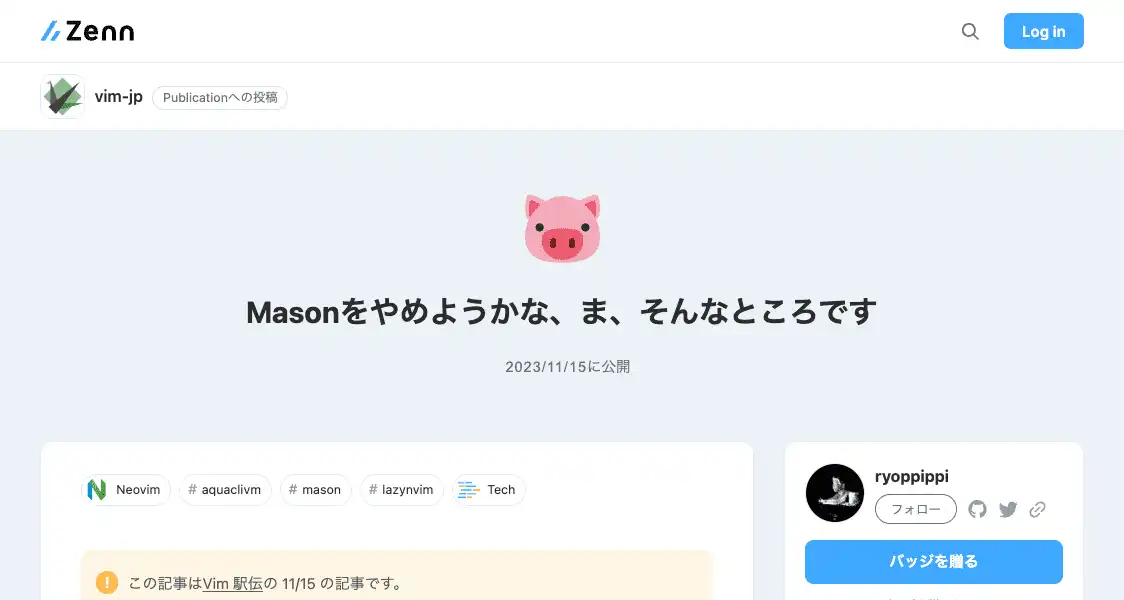 Zenn
Log in
vim-jp Publicationへの投稿
Masonをやめようかな、ま、そんなところです
2023/11/15に公開
Neovim # aquaclivm # mason # lazynvim Tech
ryoppippi
フォロー
バッジを贈る
この記事はVim 駅伝の 11/15 の記事です。